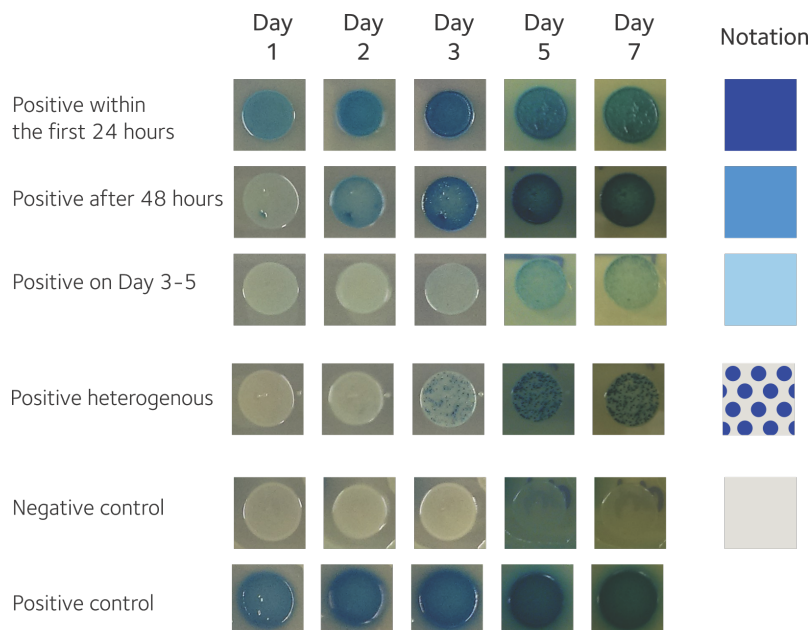 Day
1
Day
2
Day
3
Day
5
Day
7
Notation
Positive within
the first 24 hours
Positive after 48 hours
Positive on Day 3-5
Positive heterogenous
Negative control
Positive control